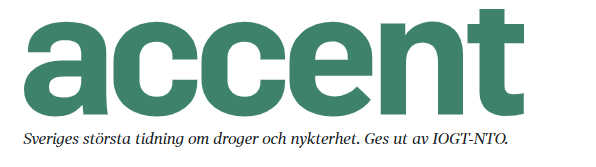 accent
Sveriges största tidning om droger och nykterhet. Ges ut av IOGT-NTO.